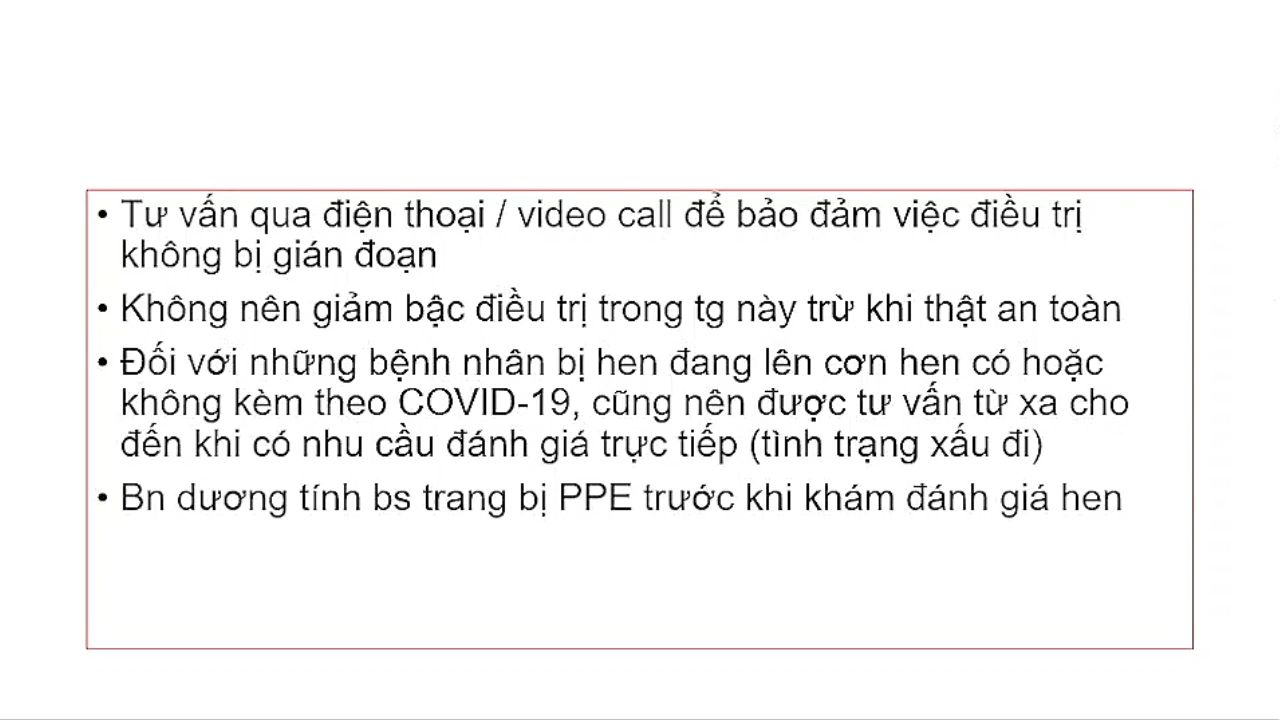 • Tư vấn qua điện thoại / video call để bảo đảm việc điều trị
không bị gián đoạn
• Không nên giảm bậc điều trị trong tg này trừ khi thật an toàn
• Đối với những bệnh nhân bị hen đang lên cơn hen có hoặc
không kèm theo COVID-19, cũng nên được tư vấn từ xa cho
đến khi có nhu cầu đánh giá trực tiếp (tình trạng xấu đi)
• Bn dương tính bs trang bị PPE trước khi khám đánh giá hen